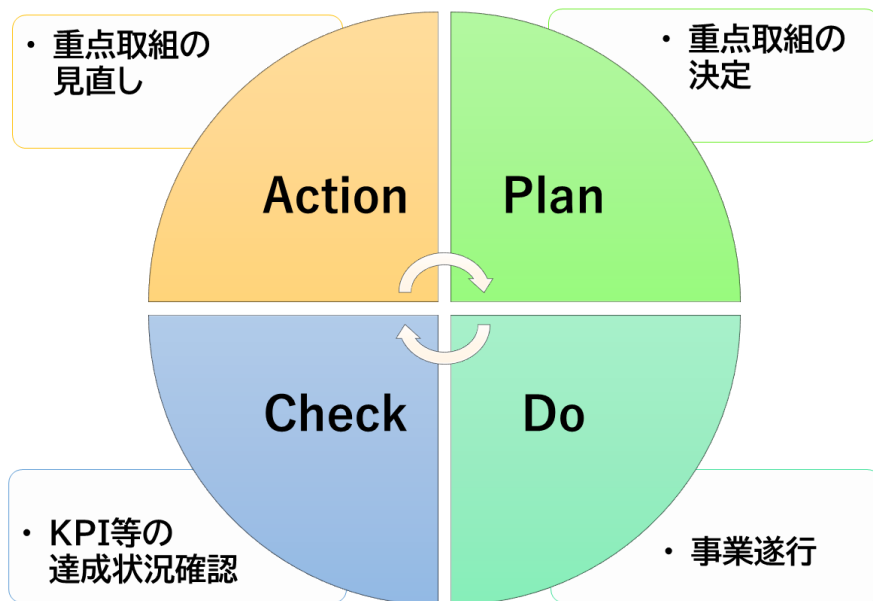 ・ 重点取組の
見直し
・ 重点取組の
決定
Action
Plan
Check
Do
・ KPI等の
達成状況確認
・ 事業遂行